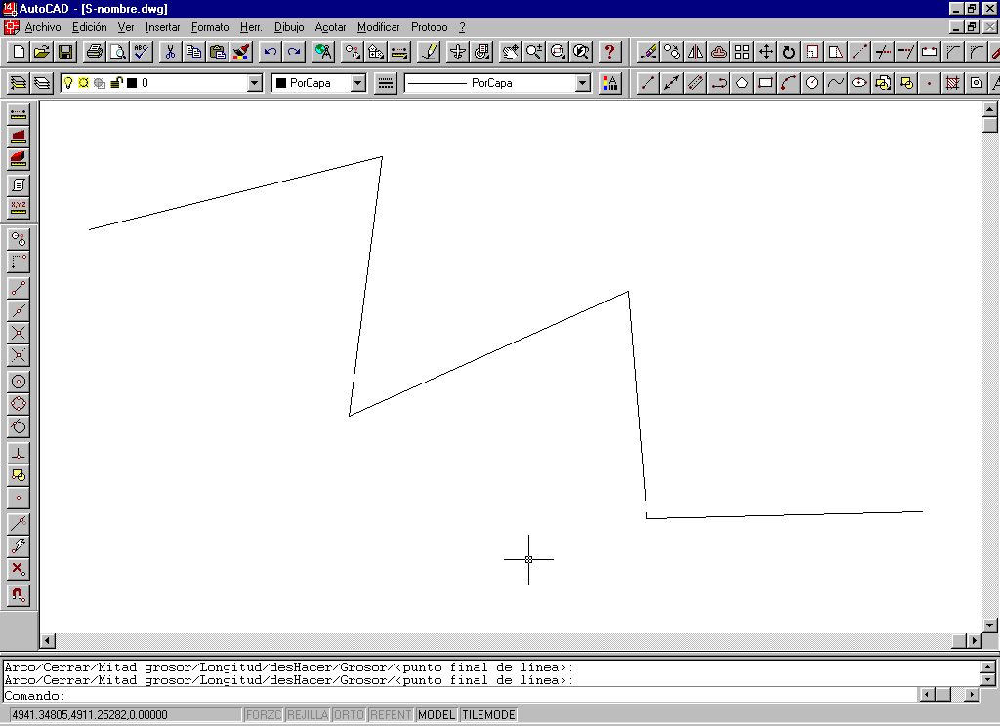 AutoCAD - [S-nombre.dwg]
Archivo Edición Ver Insertar Formato Herr. Dibujo Acotar Modificar Protopo ?
ABC
0 PorCapa PorCapa
X,Y,Z
Arco/Cerrar/Mitad grosor/Longitud/desHacer/Grosor/<punto final de línea>:
Arco/Cerrar/Mitad grosor/Longitud/desHacer/Grosor/<punto final de línea>:
Comando:
4941.34805,4911.25282,0.00000 FORZC REJILLA ORTO REFENT MODEL TILEMODE